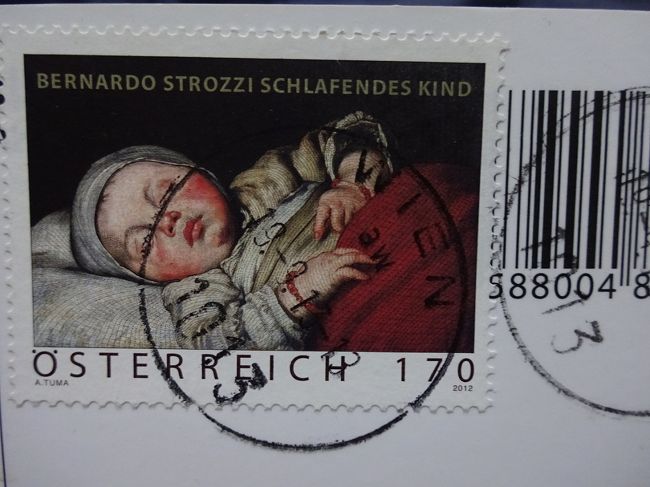 BERNARDO STROZZI SCHLAFENDES KIND
ÖSTERREICH 170
A.TUMA 2012
WIEN
588004 8